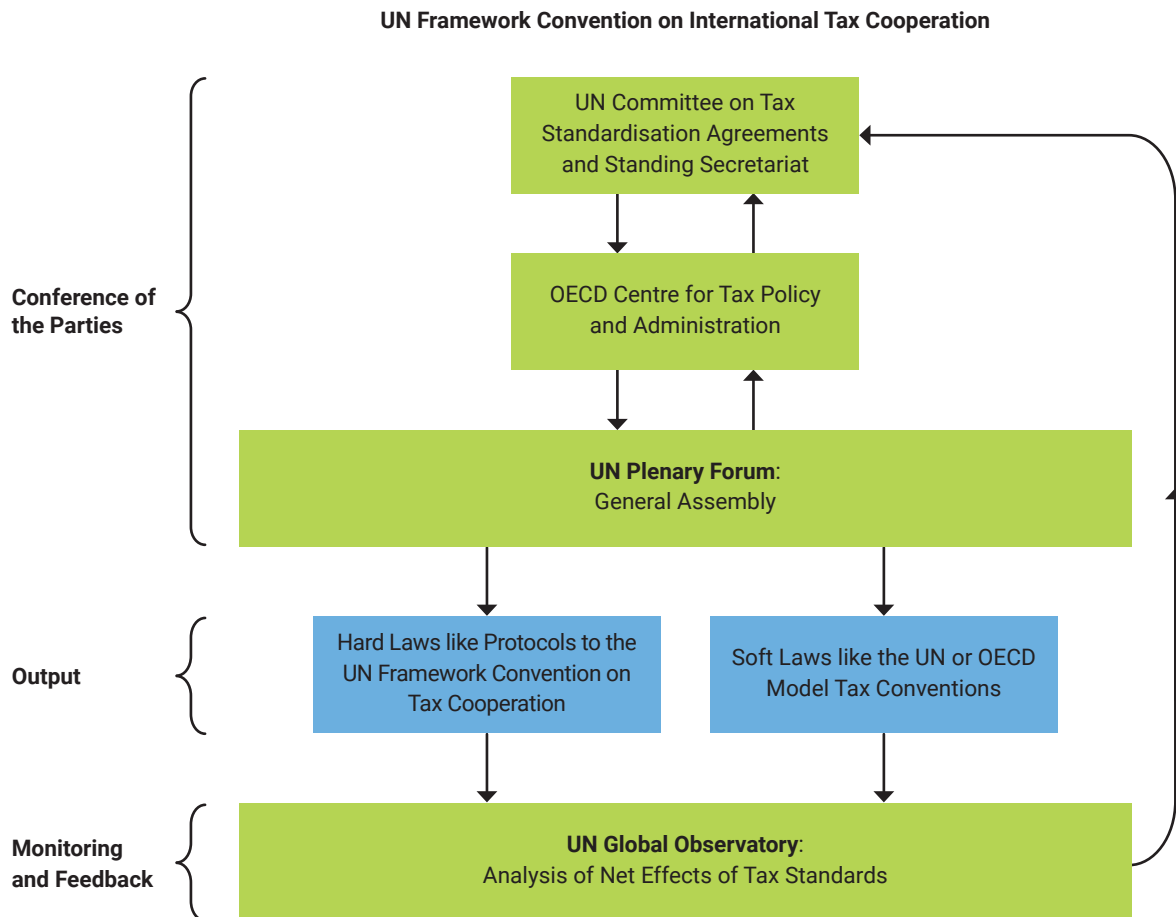 UN Framework Convention on International Tax Cooperation
UN Committee on Tax
Standardisation Agreements
and Standing Secretariat
Conference of
the Parties
OECD Centre for Tax Policy
and Administration
UN Plenary Forum:
General Assembly
Output
Hard Laws like Protocols to the
UN Framework Convention on
Tax Cooperation
Soft Laws like the UN or OECD
Model Tax Conventions
Monitoring
and Feedback
UN Global Observatory:
Analysis of Net Effects of Tax Standards